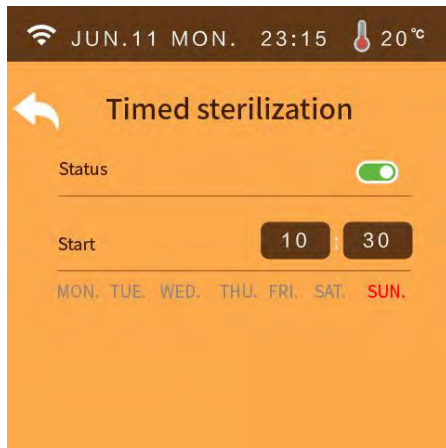 JUN.11 MON. 23:15 20℃
Timed sterilization
Status
Start 10 : 30
MON. TUE. WED. THU. FRI. SAT. SUN.